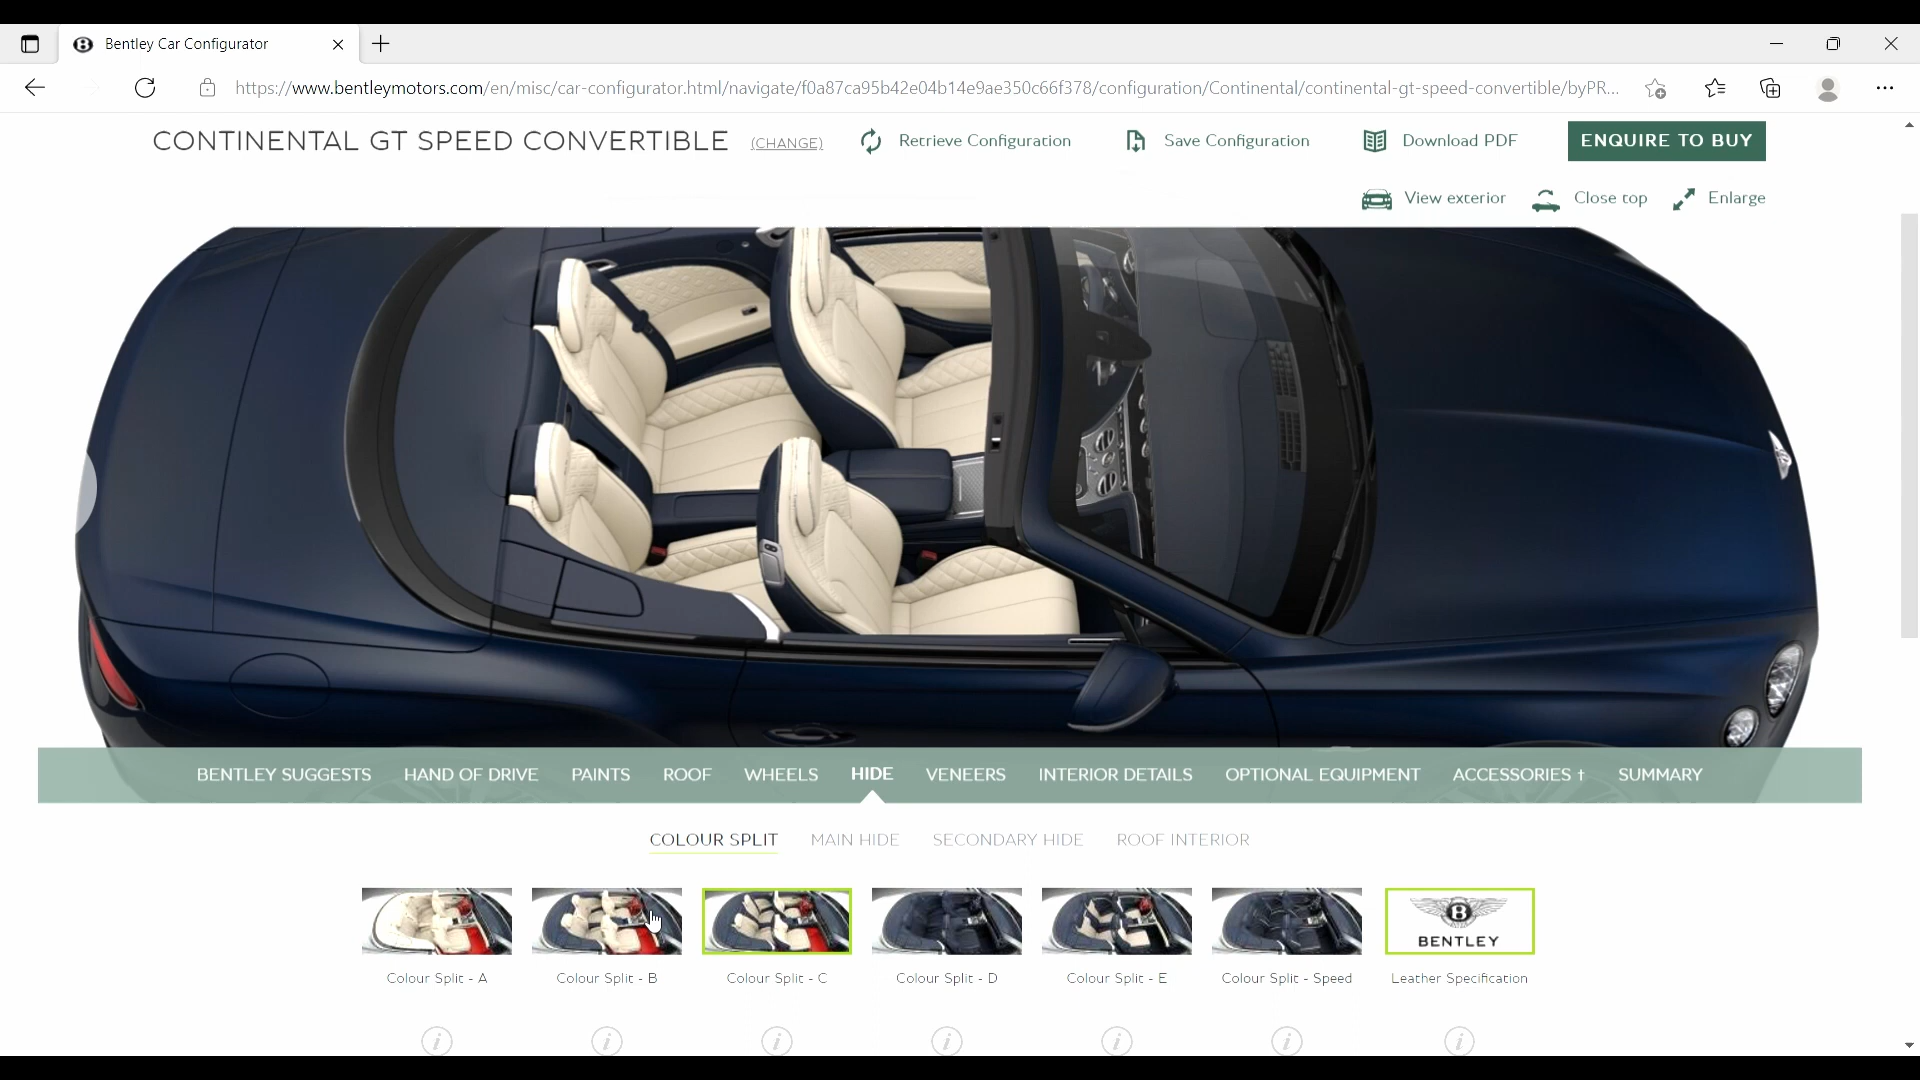 Bentley Car Configurator
https://www.bentleymotors.com/en/misc/car-configurator.html/navigate/f0a87ca95b42e04b14e9ae350c66f378/configuration/Continental/continental-gt-speed-convertible/byPR...
CONTINENTAL GT SPEED CONVERTIBLE (CHANGE) Retrieve Configuration Save Configuration Download PDF ENQUIRE TO BUY
View exterior Close top Enlarge
BENTLEY SUGGESTS HAND OF DRIVE PAINTS ROOF WHEELS HIDE VENEERS INTERIOR DETAILS OPTIONAL EQUIPMENT ACCESSORIES † SUMMARY
COLOUR SPLIT MAIN HIDE SECONDARY HIDE ROOF INTERIOR
B
BENTLEY
Colour Split - A Colour Split - B Colour Split - C Colour Split - D Colour Split - E Colour Split - Speed Leather Specification
i i i i i i i